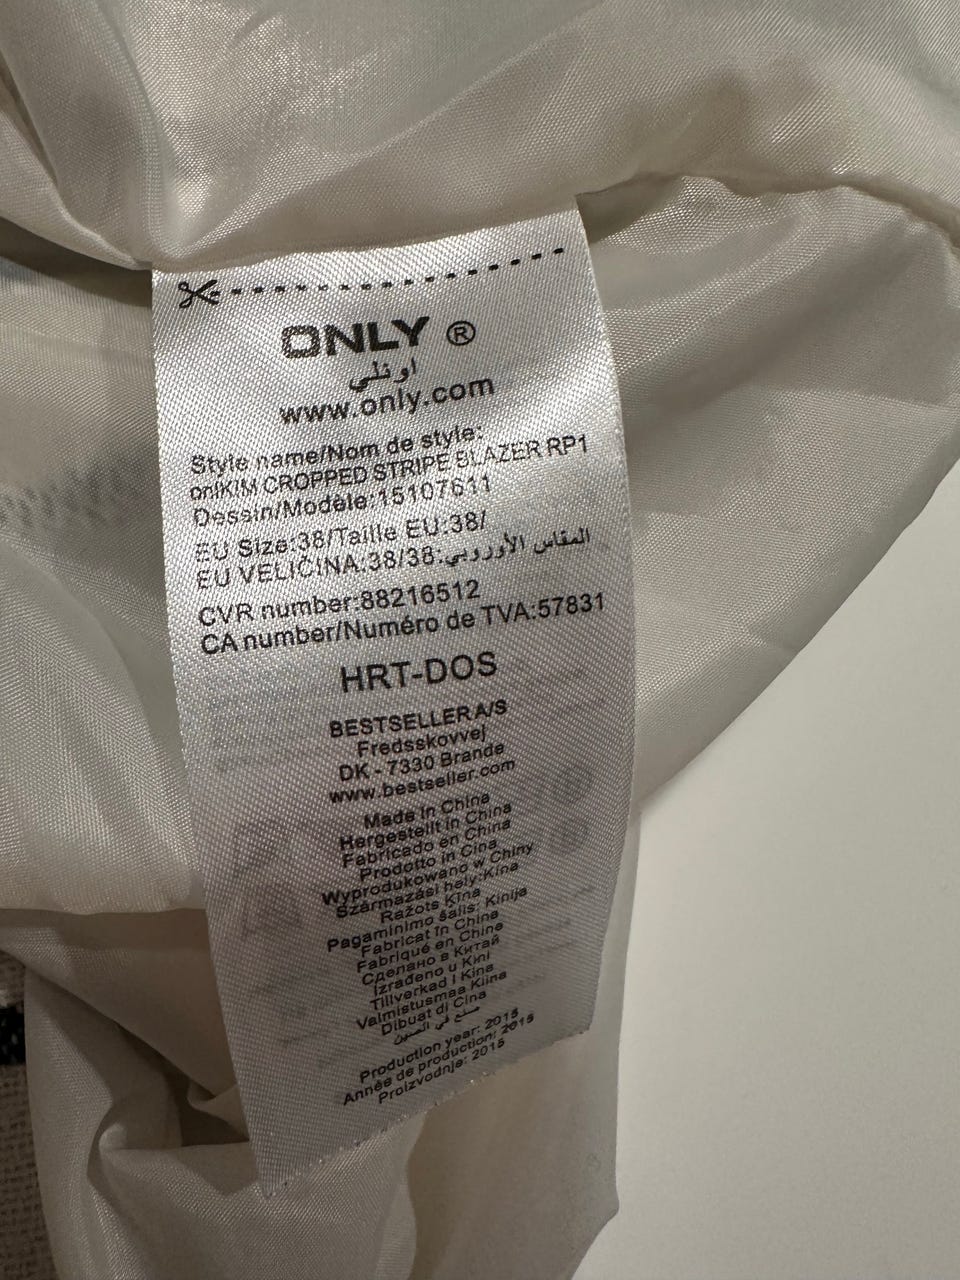 ONLY ®
اونلي
www.only.com
Style name/Nom de style:
onlKIM CROPPED STRIPE BLAZER RP1
Dessin/Modèle:15107611
EU Size:38/Taille EU:38/
EU VELIČINA:38/38:المقاس الأوروبي
CVR number:88216512
CA number/Numéro de TVA:57831
HRT-DOS
BESTSELLER A/S
Fredsskovvej
DK - 7330 Brande
www.bestseller.com
Made in China
Hergestellt in China
Fabricado en China
Prodotto in Cina
Wyprodukowano w Chiny
Származási hely:Kína
Ražots Ķīna
Pagaminimo šalis: Kinija
Fabricat în China
Fabriqué en Chine
Сделано в Китай
Izrađeno u Kini
Tillverkad I Kina
Valmistusmaa Kiina
Dibuat di Cina
صنع في الصين
Production year: 2015
Année de production: 2015
Proizvodnje: 2015